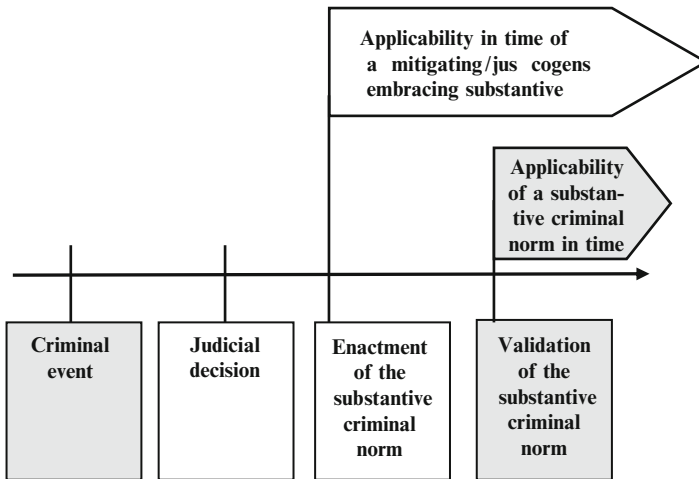 Applicability in time of
a mitigating/jus cogens
embracing substantive
Applicability
of a substan-
tive criminal
norm in time
Criminal
event
Judicial
decision
Enactment
of the
substantive
criminal
norm
Validation
of the
substantive
criminal
norm